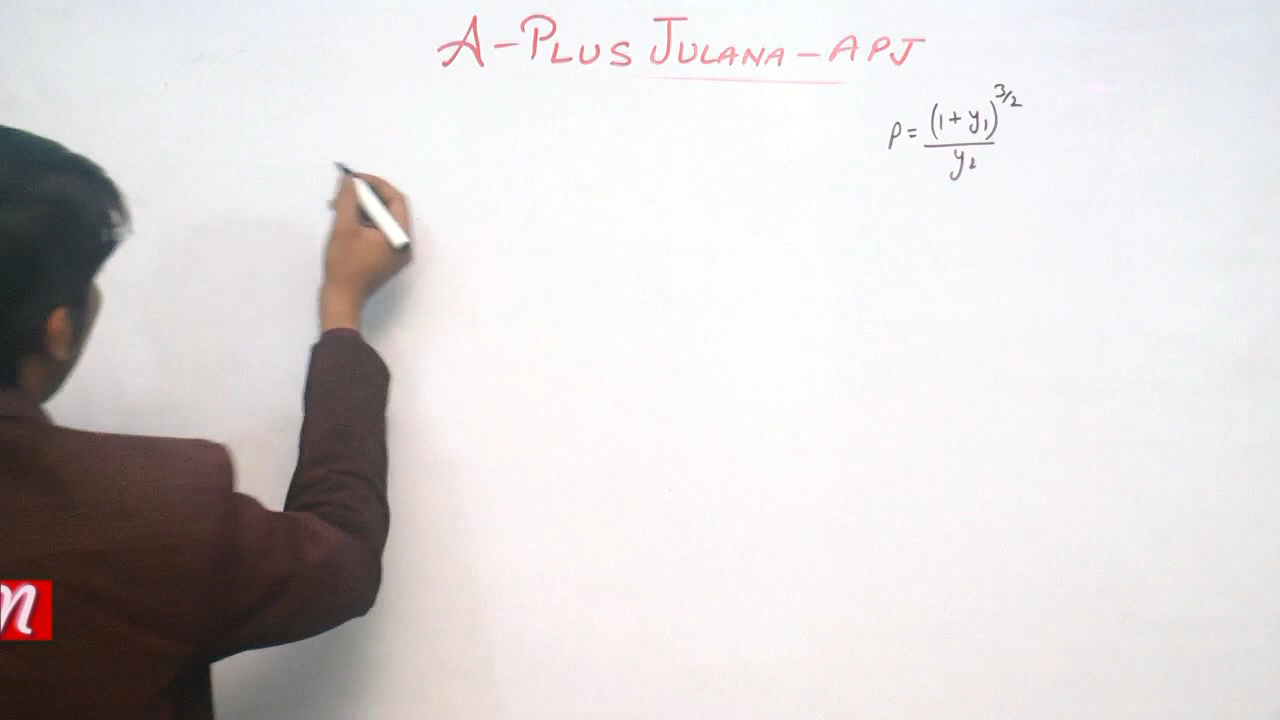 A-PLUS JULANA-APJ
ρ = (1+y₁)^3/2 / y₂